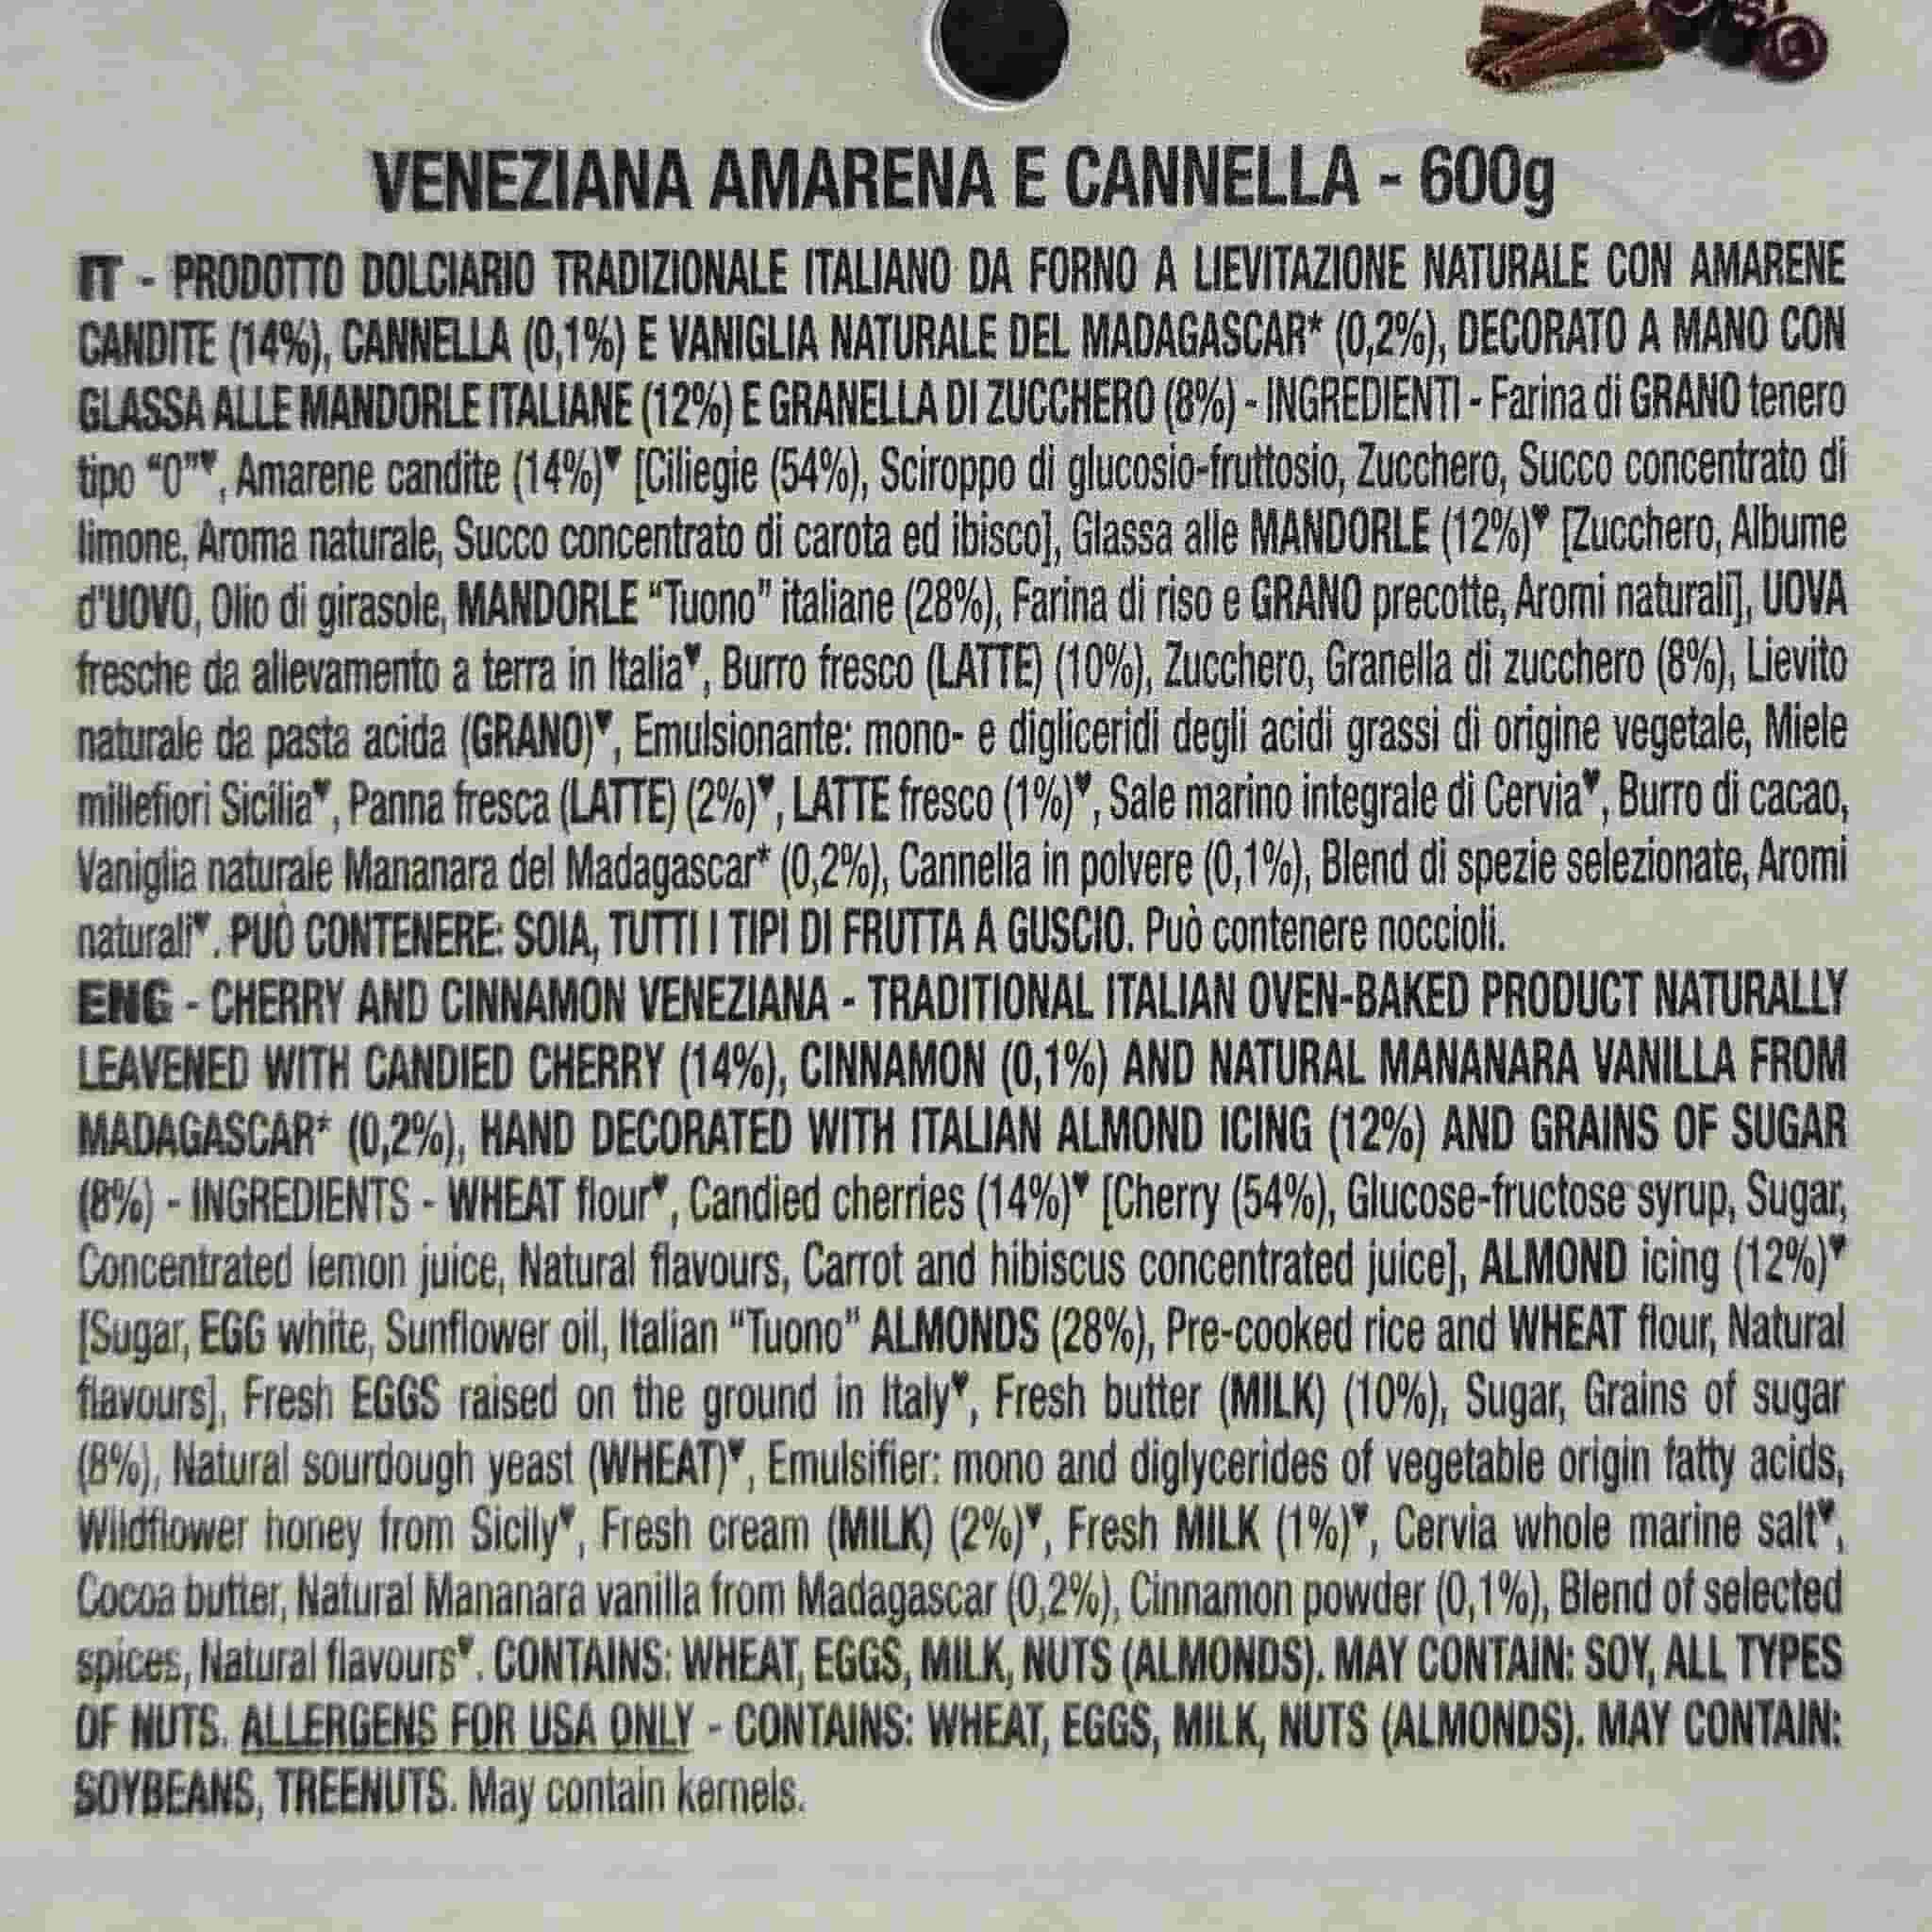 VENEZIANA AMARENA E CANNELLA - 600g
IT - PRODOTTO DOLCIARIO TRADIZIONALE ITALIANO DA FORNO A LIEVITAZIONE NATURALE CON AMARENE
CANDITE (14%), CANNELLA (0,1%) E VANIGLIA NATURALE DEL MADAGASCAR* (0,2%), DECORATO A MANO CON
GLASSA ALLE MANDORLE ITALIANE (12%) E GRANELLA DI ZUCCHERO (8%) - INGREDIENTI - Farina di GRANO tenero
tipo “0”♥, Amarene candite (14%)♥ [Ciliegie (54%), Sciroppo di glucosio-fruttosio, Zucchero, Succo concentrato di
limone, Aroma naturale, Succo concentrato di carota ed ibisco], Glassa alle MANDORLE (12%)♥ [Zucchero, Albume
d'UOVO, Olio di girasole, MANDORLE “Tuono” italiane (28%), Farina di riso e GRANO precotte, Aromi naturali], UOVA
fresche da allevamento a terra in Italia♥, Burro fresco (LATTE) (10%), Zucchero, Granella di zucchero (8%), Lievito
naturale da pasta acida (GRANO)♥, Emulsionante: mono- e digliceridi degli acidi grassi di origine vegetale, Miele
millefiori Sicilia♥, Panna fresca (LATTE) (2%)♥, LATTE fresco (1%)♥, Sale marino integrale di Cervia♥, Burro di cacao,
Vaniglia naturale Mananara del Madagascar* (0,2%), Cannella in polvere (0,1%), Blend di spezie selezionate, Aromi
naturali♥. PUÒ CONTENERE: SOIA, TUTTI I TIPI DI FRUTTA A GUSCIO. Può contenere noccioli.
ENG - CHERRY AND CINNAMON VENEZIANA - TRADITIONAL ITALIAN OVEN-BAKED PRODUCT NATURALLY
LEAVENED WITH CANDIED CHERRY (14%), CINNAMON (0,1%) AND NATURAL MANANARA VANILLA FROM
MADAGASCAR* (0,2%), HAND DECORATED WITH ITALIAN ALMOND ICING (12%) AND GRAINS OF SUGAR
(8%) - INGREDIENTS - WHEAT flour♥, Candied cherries (14%)♥ [Cherry (54%), Glucose-fructose syrup, Sugar,
Concentrated lemon juice, Natural flavours, Carrot and hibiscus concentrated juice], ALMOND icing (12%)♥
[Sugar, EGG white, Sunflower oil, Italian “Tuono” ALMONDS (28%), Pre-cooked rice and WHEAT flour, Natural
flavours], Fresh EGGS raised on the ground in Italy♥, Fresh butter (MILK) (10%), Sugar, Grains of sugar
(8%), Natural sourdough yeast (WHEAT)♥, Emulsifier: mono and diglycerides of vegetable origin fatty acids,
Wildflower honey from Sicily♥, Fresh cream (MILK) (2%)♥, Fresh MILK (1%)♥, Cervia whole marine salt♥,
Cocoa butter, Natural Mananara vanilla from Madagascar (0,2%), Cinnamon powder (0,1%), Blend of selected
spices, Natural flavours♥. CONTAINS: WHEAT, EGGS, MILK, NUTS (ALMONDS). MAY CONTAIN: SOY, ALL TYPES
OF NUTS. ALLERGENS FOR USA ONLY - CONTAINS: WHEAT, EGGS, MILK, NUTS (ALMONDS). MAY CONTAIN:
SOYBEANS, TREENUTS. May contain kernels.